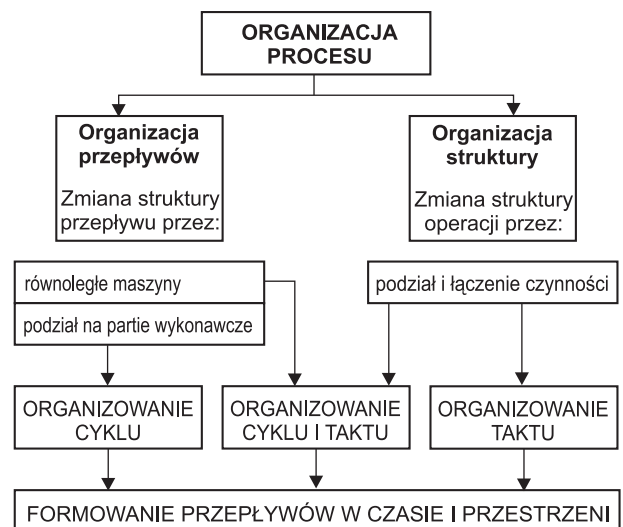 ORGANIZACJA
PROCESU
Organizacja
przepływów
Zmiana struktury
przepływu przez:
Organizacja
struktury
Zmiana struktury
operacji przez:
równoległe maszyny
podział na partie wykonawcze
podział i łączenie czynności
ORGANIZOWANIE
CYKLU
ORGANIZOWANIE
CYKLU I TAKTU
ORGANIZOWANIE
TAKTU
FORMOWANIE PRZEPŁYWÓW W CZASIE I PRZESTRZENI